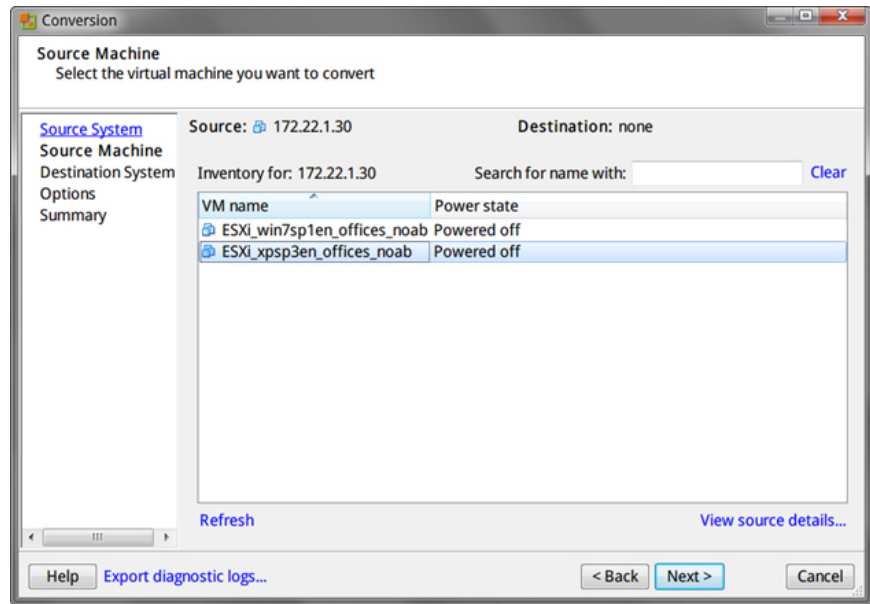 Conversion
Source Machine
Select the virtual machine you want to convert
Source System
Source Machine
Destination System
Options
Summary
Source: 172.22.1.30 Destination: none
Inventory for: 172.22.1.30 Search for name with: Clear
VM name Power state
ESXi_win7sp1en_offices_noab Powered off
ESXi_xpsp3en_offices_noab Powered off
Refresh View source details...
Help Export diagnostic logs... < Back Next > Cancel